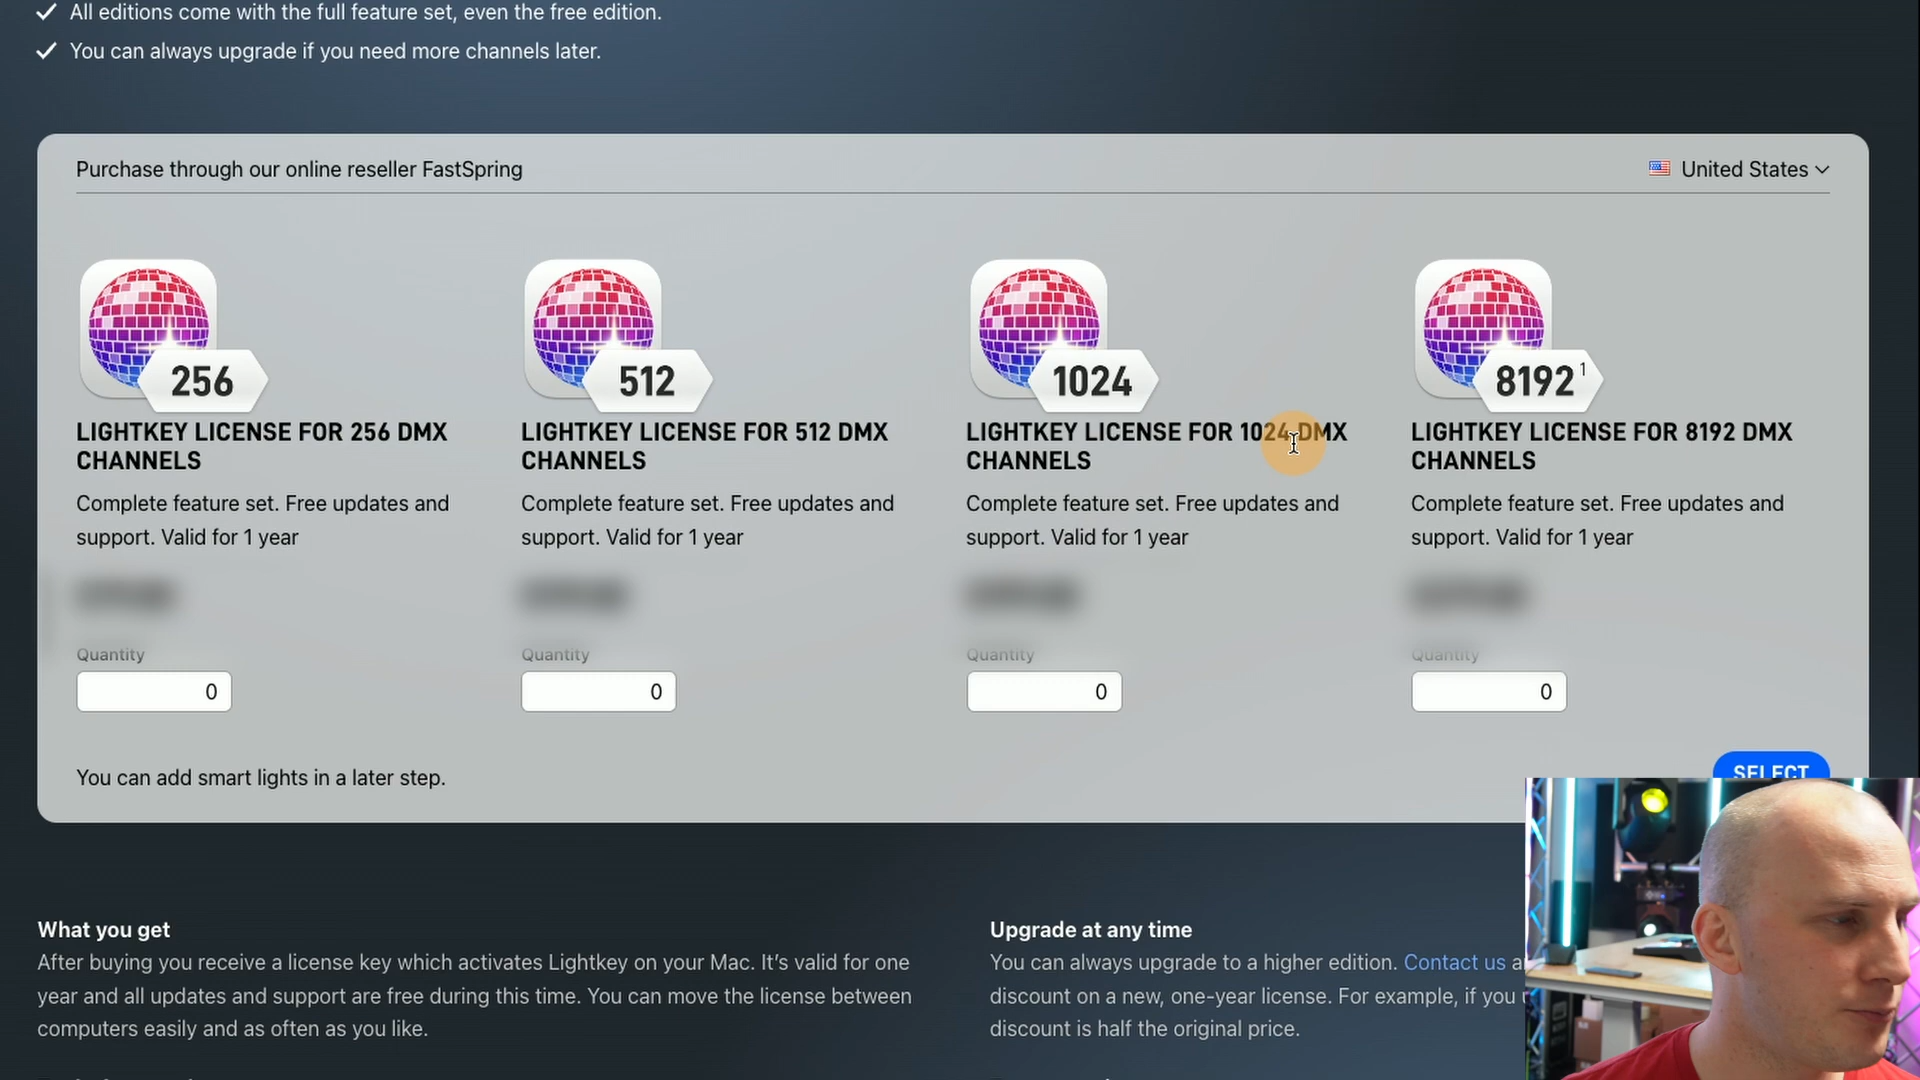 All editions come with the full feature set, even the free edition.
You can always upgrade if you need more channels later.
Purchase through our online reseller FastSpring
United States
256
512
1024
8192 1
LIGHTKEY LICENSE FOR 256 DMX
CHANNELS
LIGHTKEY LICENSE FOR 512 DMX
CHANNELS
LIGHTKEY LICENSE FOR 1024 DMX
CHANNELS
LIGHTKEY LICENSE FOR 8192 DMX
CHANNELS
Complete feature set. Free updates and
support. Valid for 1 year
Complete feature set. Free updates and
support. Valid for 1 year
Complete feature set. Free updates and
support. Valid for 1 year
Complete feature set. Free updates and
support. Valid for 1 year
Quantity
Quantity
Quantity
Quantity
0
0
0
0
You can add smart lights in a later step.
SELECT
What you get
After buying you receive a license key which activates Lightkey on your Mac. It's valid for one
year and all updates and support are free during this time. You can move the license between
computers easily and as often as you like.
Upgrade at any time
You can always upgrade to a higher edition. Contact us
discount on a new, one-year license. For example, if you
discount is half the original price.